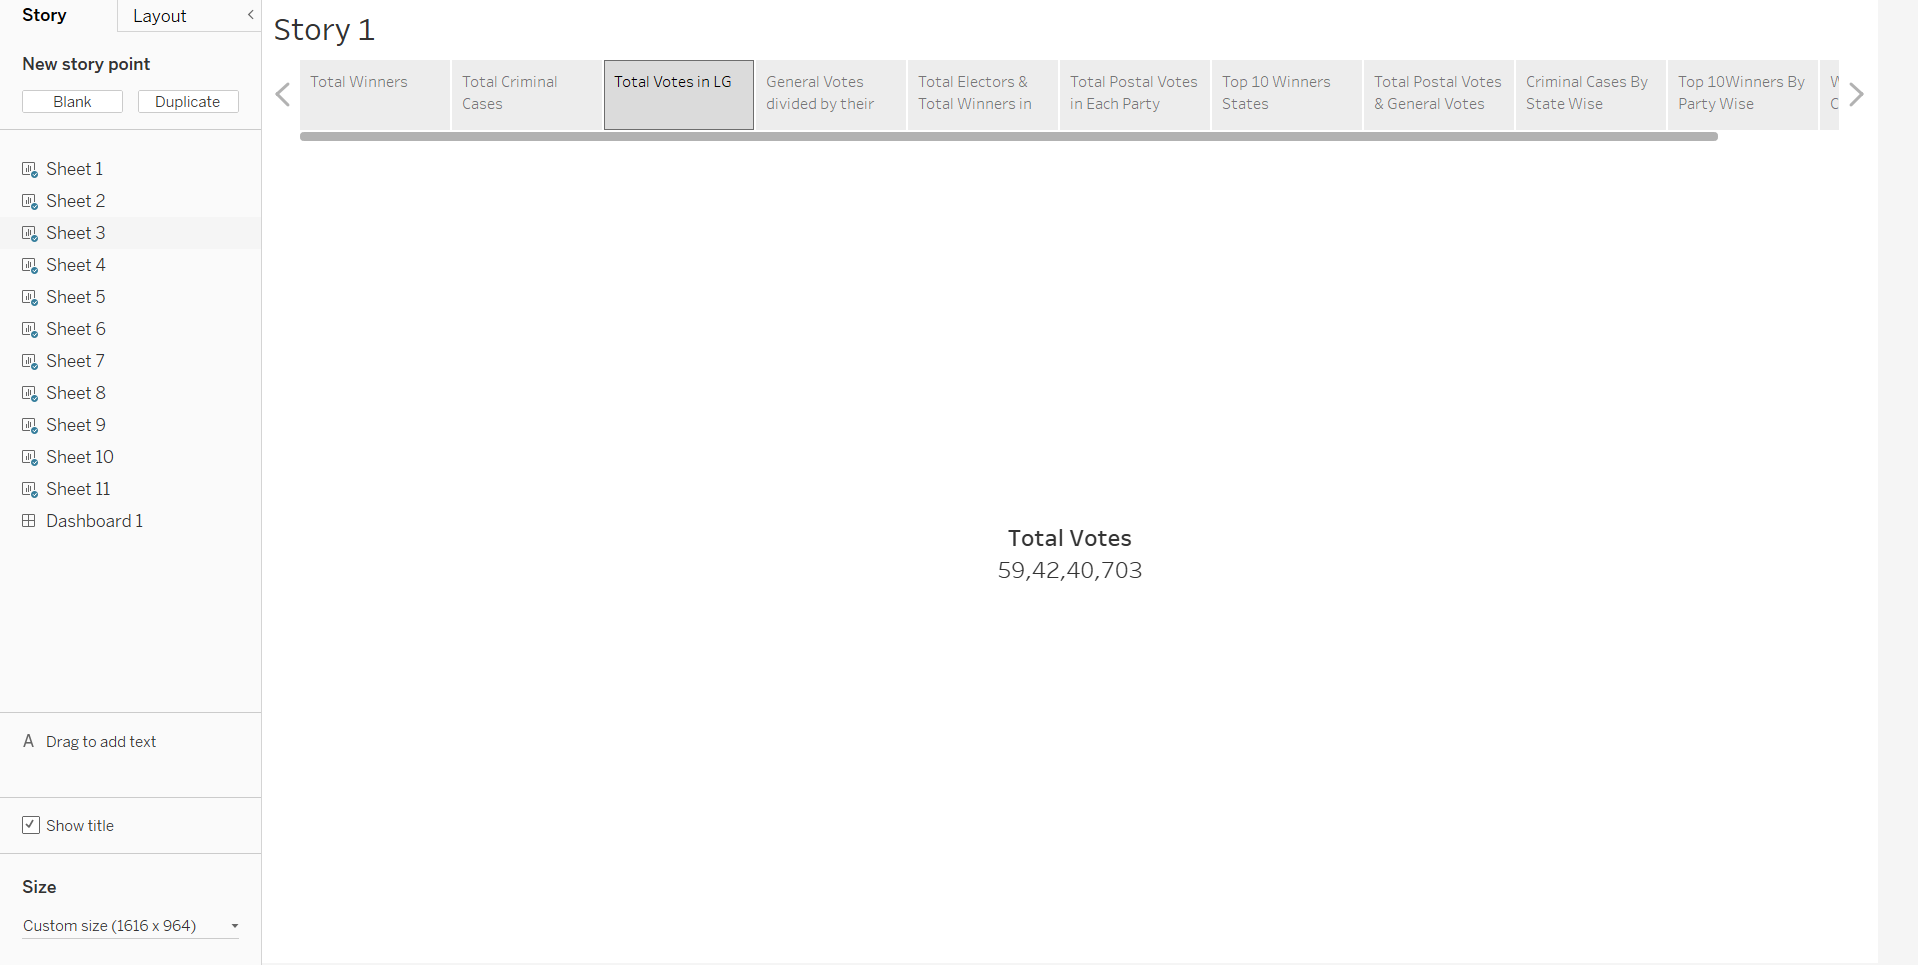 Story
Layout
New story point
Blank
Duplicate
Sheet 1
Sheet 2
Sheet 3
Sheet 4
Sheet 5
Sheet 6
Sheet 7
Sheet 8
Sheet 9
Sheet 10
Sheet 11
Dashboard 1
A Drag to add text
Show title
Size
Custom size (1616 x 964)
Story 1
Total Winners
Total Criminal
Cases
Total Votes in LG
General Votes
divided by their
Total Electors &
Total Winners in
Total Postal Votes
in Each Party
Top 10 Winners
States
Total Postal Votes
& General Votes
Criminal Cases By
State Wise
Top 10Winners By
Party Wise
Total Votes
59,42,40,703